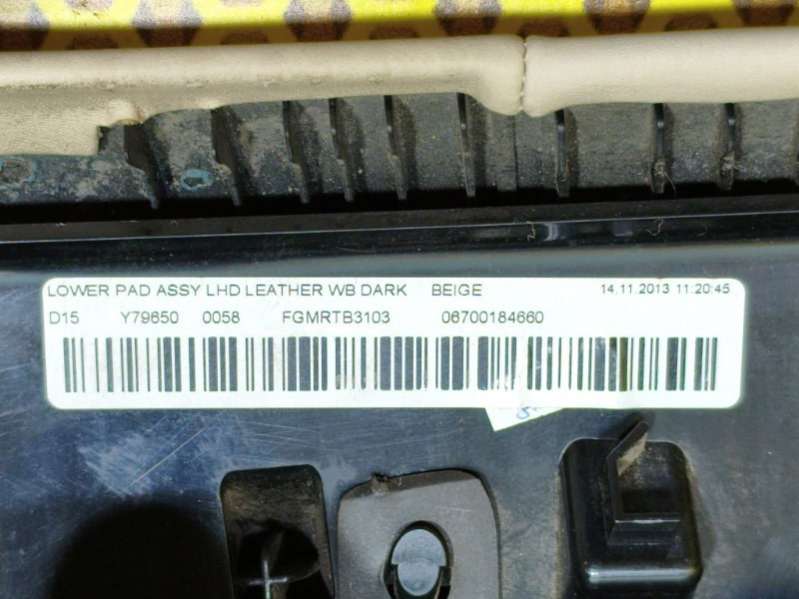 LOWER PAD ASSY LHD LEATHER WB DARK BEIGE 14.11.2013 11:20:45
D15 Y79650 0058 FGMRTB3103 06700184660